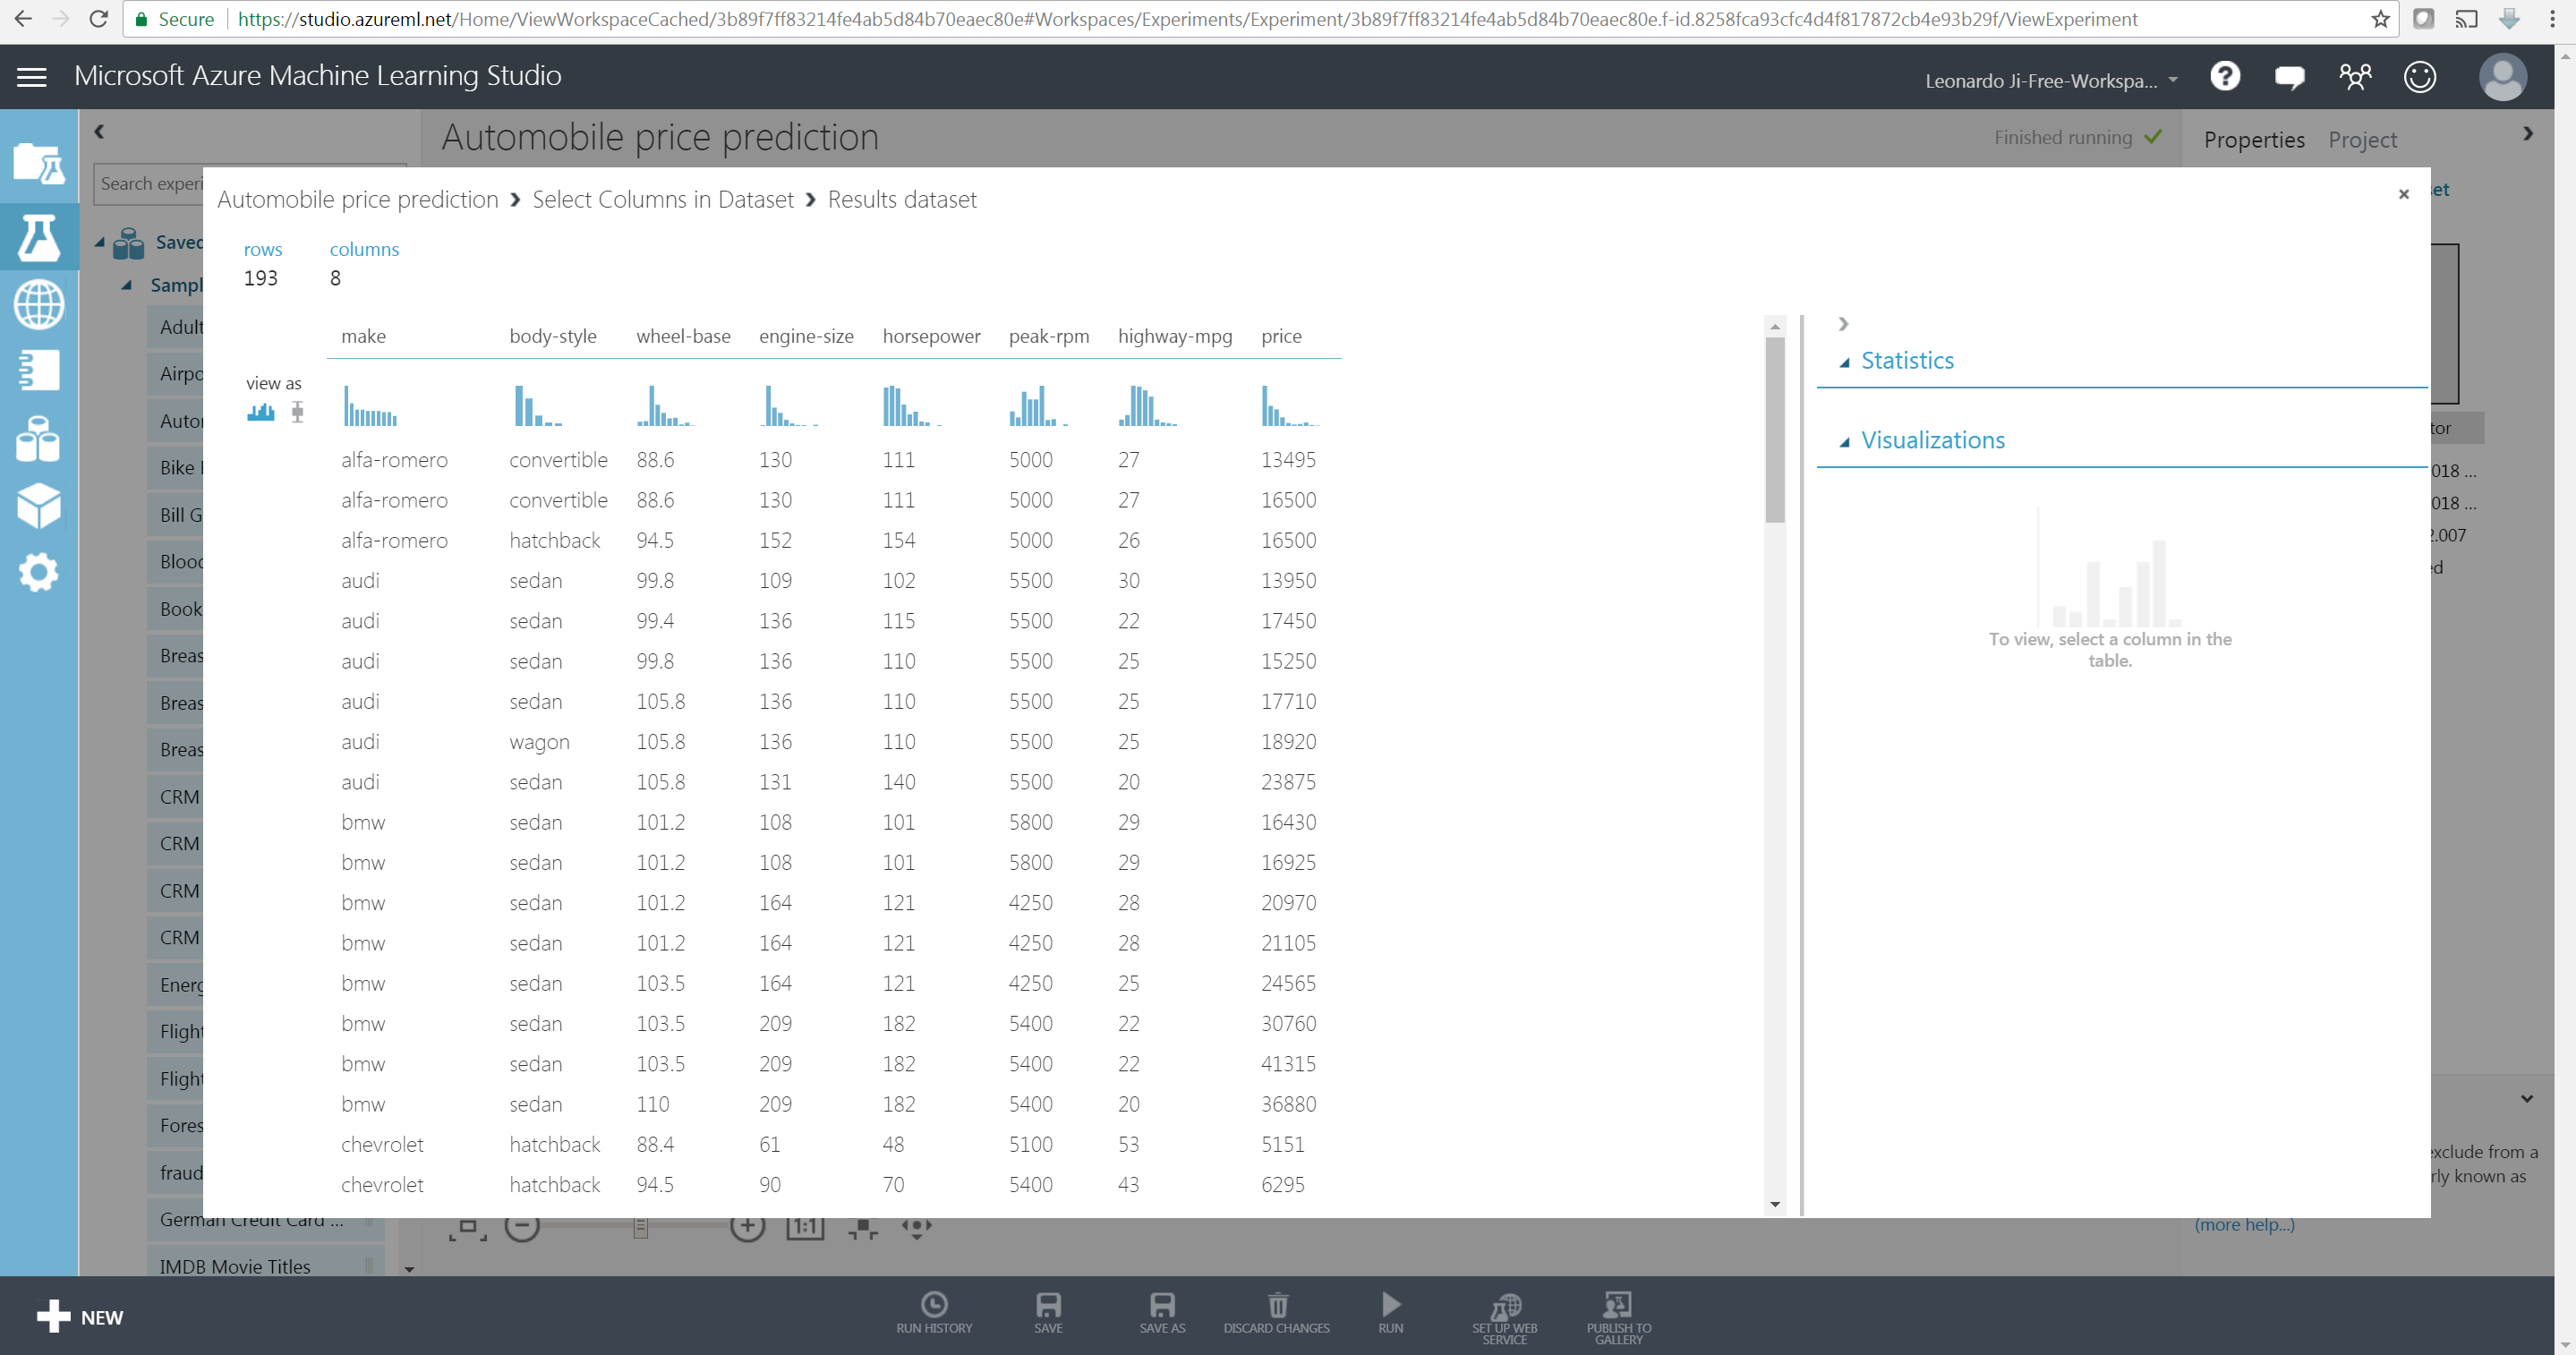 Secure https://studio.azureml.net/Home/ViewWorkspaceCached/3b89f7ff83214fe4ab5d84b70eaec80e#Workspaces/Experiments/Experiment/3b89f7ff83214fe4ab5d84b70eaec80e.f-id.8258fca93cfc4d4f817872cb4e93b29f/ViewExperiment
Microsoft Azure Machine Learning Studio
Leonardo Ji-Free-Workspa...
Automobile price prediction
Finished running
Properties Project
Search experi
Automobile price prediction Select Columns in Dataset Results dataset
rows columns
193 8
make body-style wheel-base engine-size horsepower peak-rpm highway-mpg price
view as
alfa-romero convertible 88.6 130 111 5000 27 13495
alfa-romero convertible 88.6 130 111 5000 27 16500
alfa-romero hatchback 94.5 152 154 5000 26 16500
audi sedan 99.8 109 102 5500 30 13950
audi sedan 99.4 136 115 5500 22 17450
audi sedan 99.8 136 110 5500 25 15250
audi sedan 105.8 136 110 5500 25 17710
audi wagon 105.8 136 110 5500 25 18920
audi sedan 105.8 131 140 5500 20 23875
bmw sedan 101.2 108 101 5800 29 16430
bmw sedan 101.2 108 101 5800 29 16925
bmw sedan 101.2 164 121 4250 28 20970
bmw sedan 101.2 164 121 4250 28 21105
bmw sedan 103.5 164 121 4250 25 24565
bmw sedan 103.5 209 182 5400 22 30760
bmw sedan 103.5 209 182 5400 22 41315
bmw sedan 110 209 182 5400 20 36880
chevrolet hatchback 88.4 61 48 5100 53 5151
chevrolet hatchback 94.5 90 70 5400 43 6295
Statistics
Visualizations
To view, select a column in the
table.
Saved
Sampl
Adult
Airpo
Auto
Bike
Bill G
Blood
Book
Breas
Breas
Breas
CRM
CRM
CRM
CRM
Energ
Flight
Flight
Fores
fraud
German Credit Card ...
IMDB Movie Titles
et
tor
018 ...
018 ...
2.007
ed
exclude from a
rly known as
(more help...)
1:1
NEW
RUN HISTORY
SAVE
SAVE AS
DISCARD CHANGES
RUN
SET UP WEB
SERVICE
PUBLISH TO
GALLERY